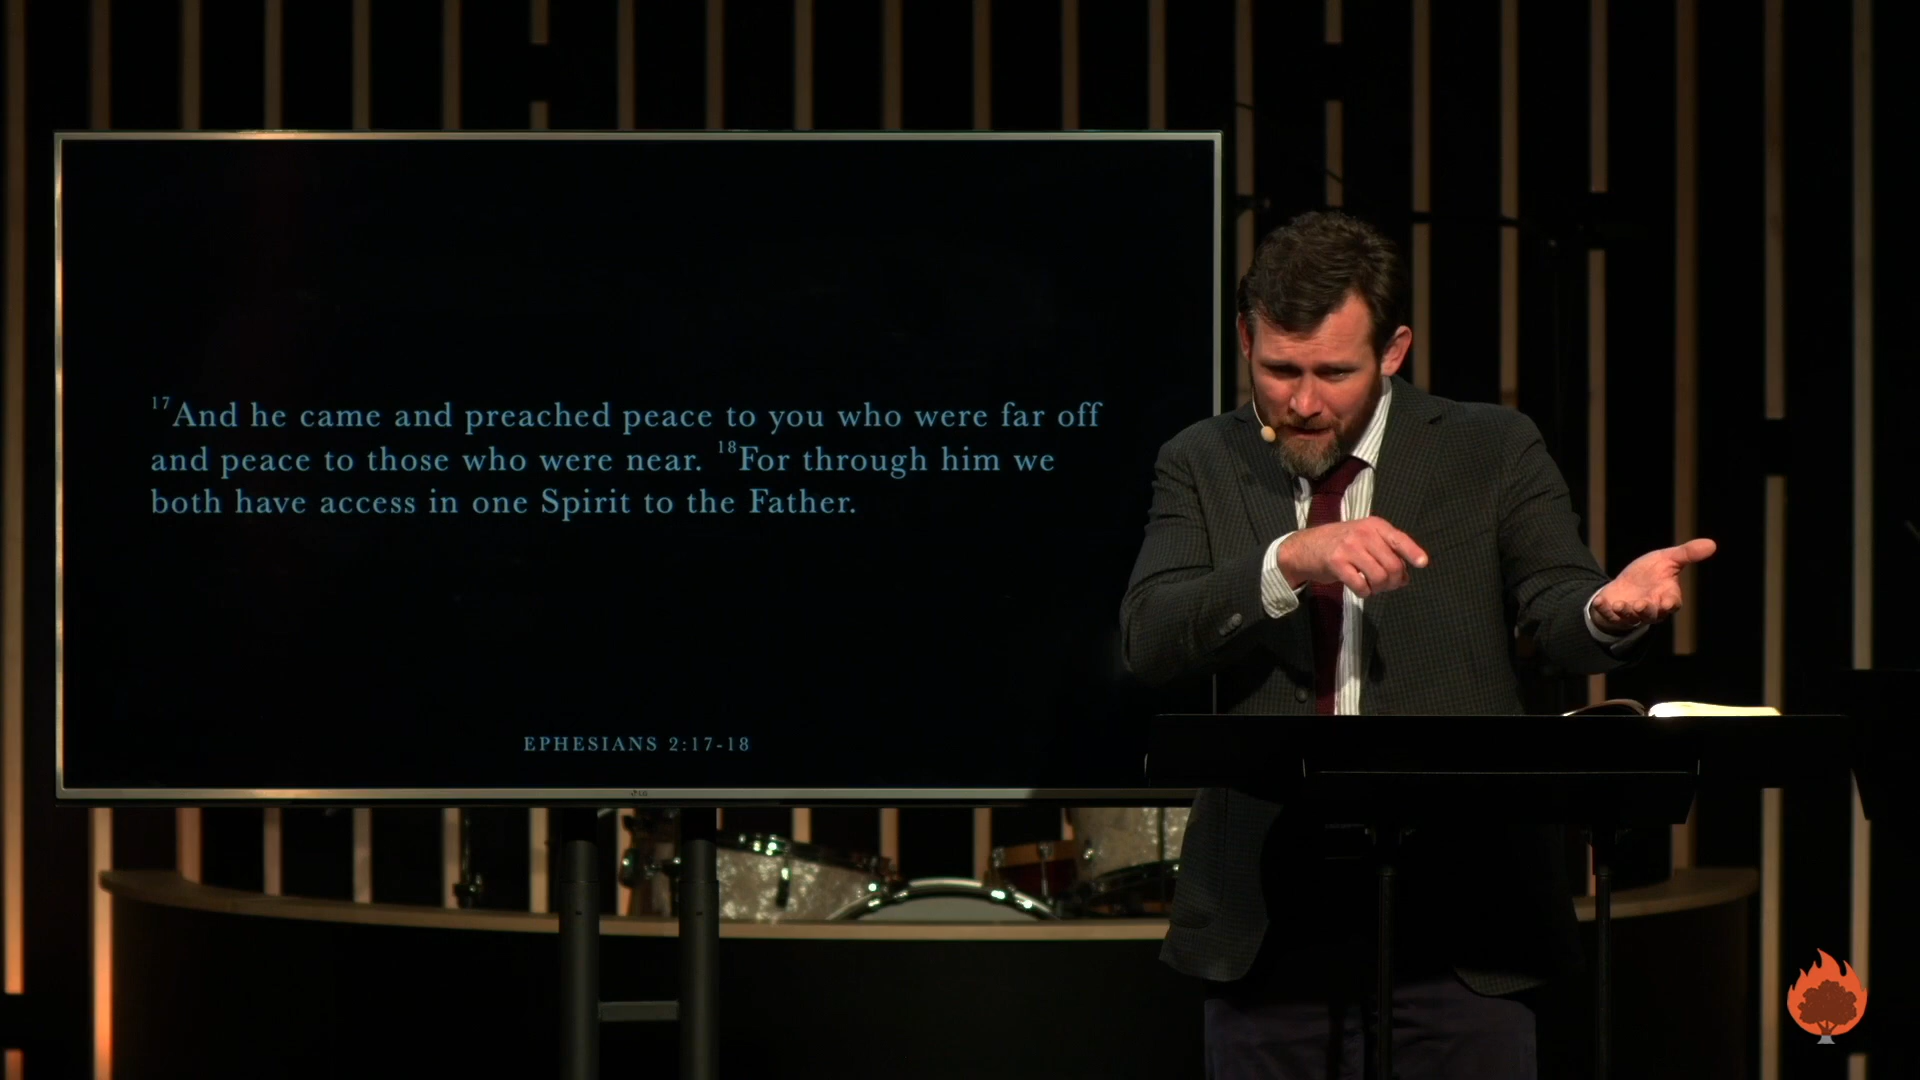 ¹⁷And he came and preached peace to you who were far off
and peace to those who were near. ¹⁸For through him we
both have access in one Spirit to the Father.
EPHESIANS 2:17-18
LG